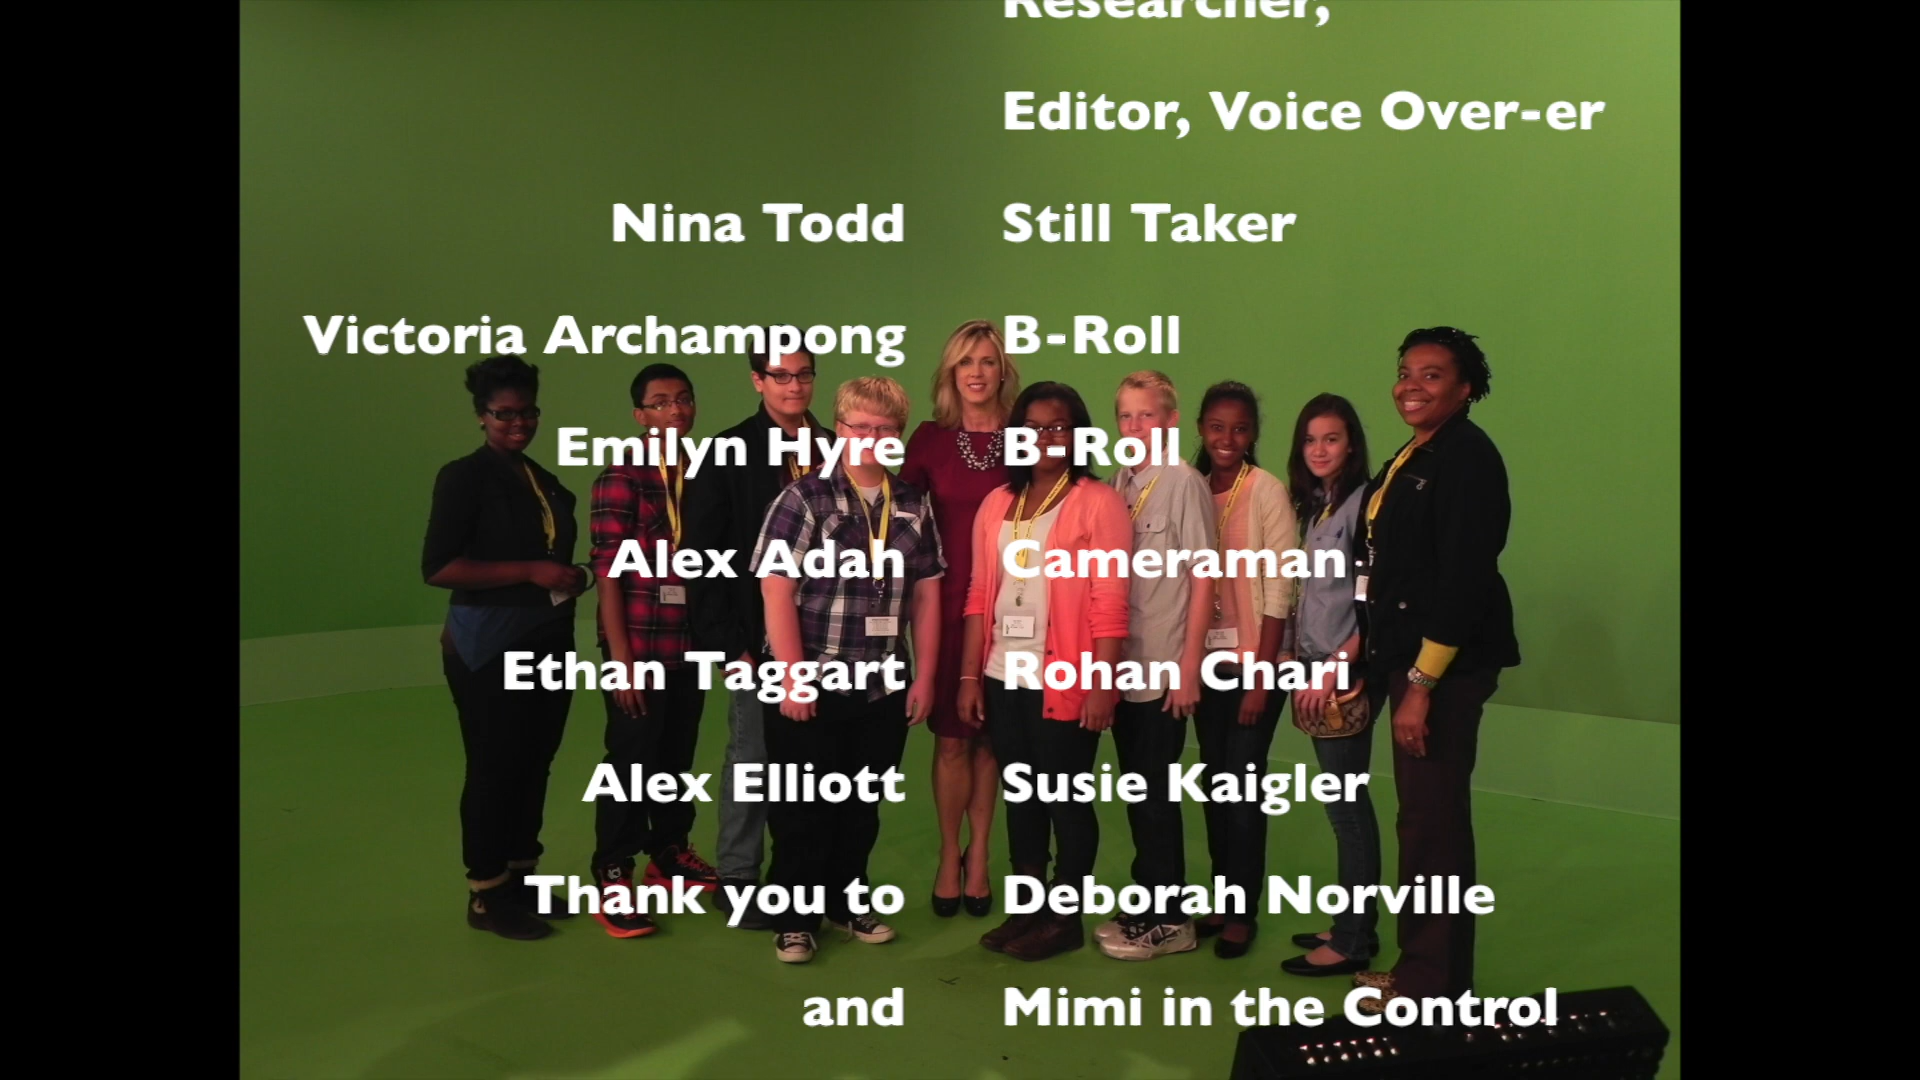 Researcher,
Editor, Voice Over-er
Nina Todd Still Taker
Victoria Archampong B-Roll
Emilyn Hyre B-Roll
Alex Adah Cameraman
Ethan Taggart Rohan Chari
Alex Elliott Susie Kaigler
Thank you to Deborah Norville
and Mimi in the Control